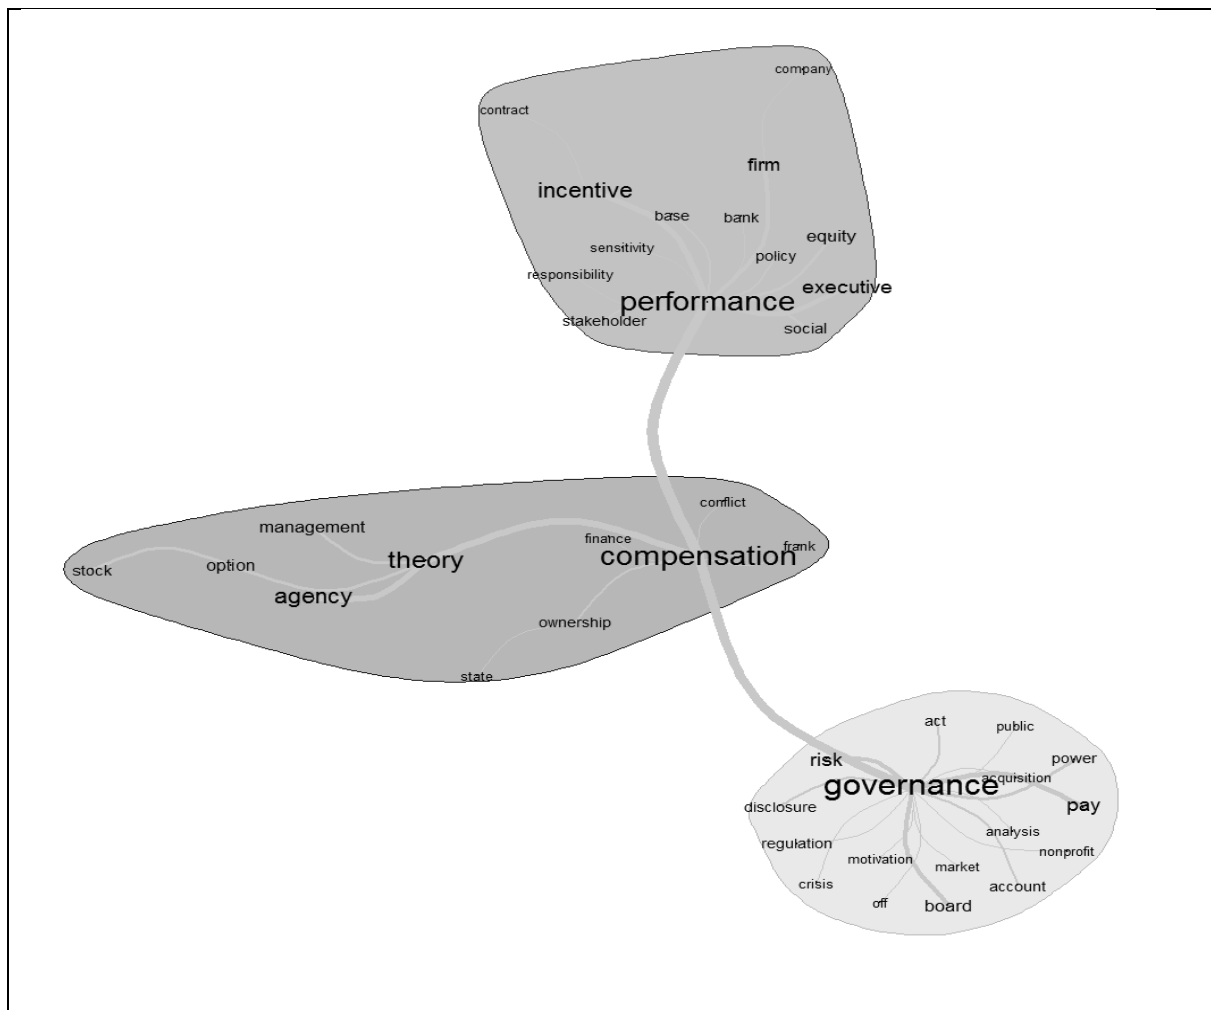 company
contract
firm
incentive
base
bank
equity
sensitivity
policy
responsibility
executive
performance
stakeholder
social
conflict
management
finance
frank
theory
compensation
option
stock
agency
ownership
state
act
public
risk
power
acquisition
governance
disclosure
pay
analysis
regulation
nonprofit
motivation
market
crisis
account
off
board